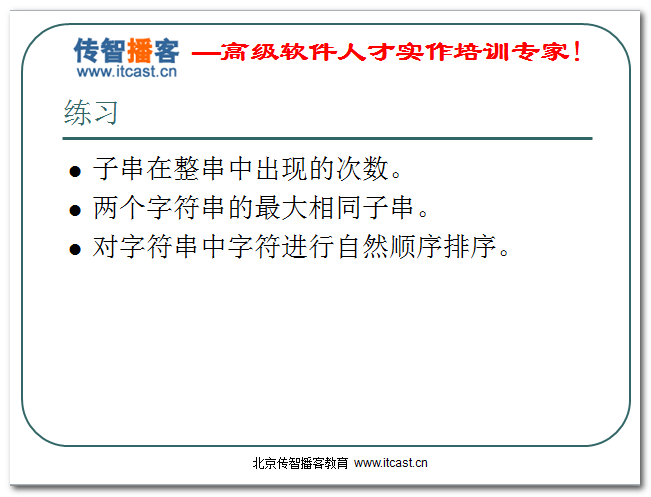 传智播客 —高级软件人才实作培训专家!
www.itcast.cn
练习
● 子串在整串中出现的次数。
● 两个字符串的最大相同子串。
● 对字符串中字符进行自然顺序排序。
北京传智播客教育 www.itcast.cn